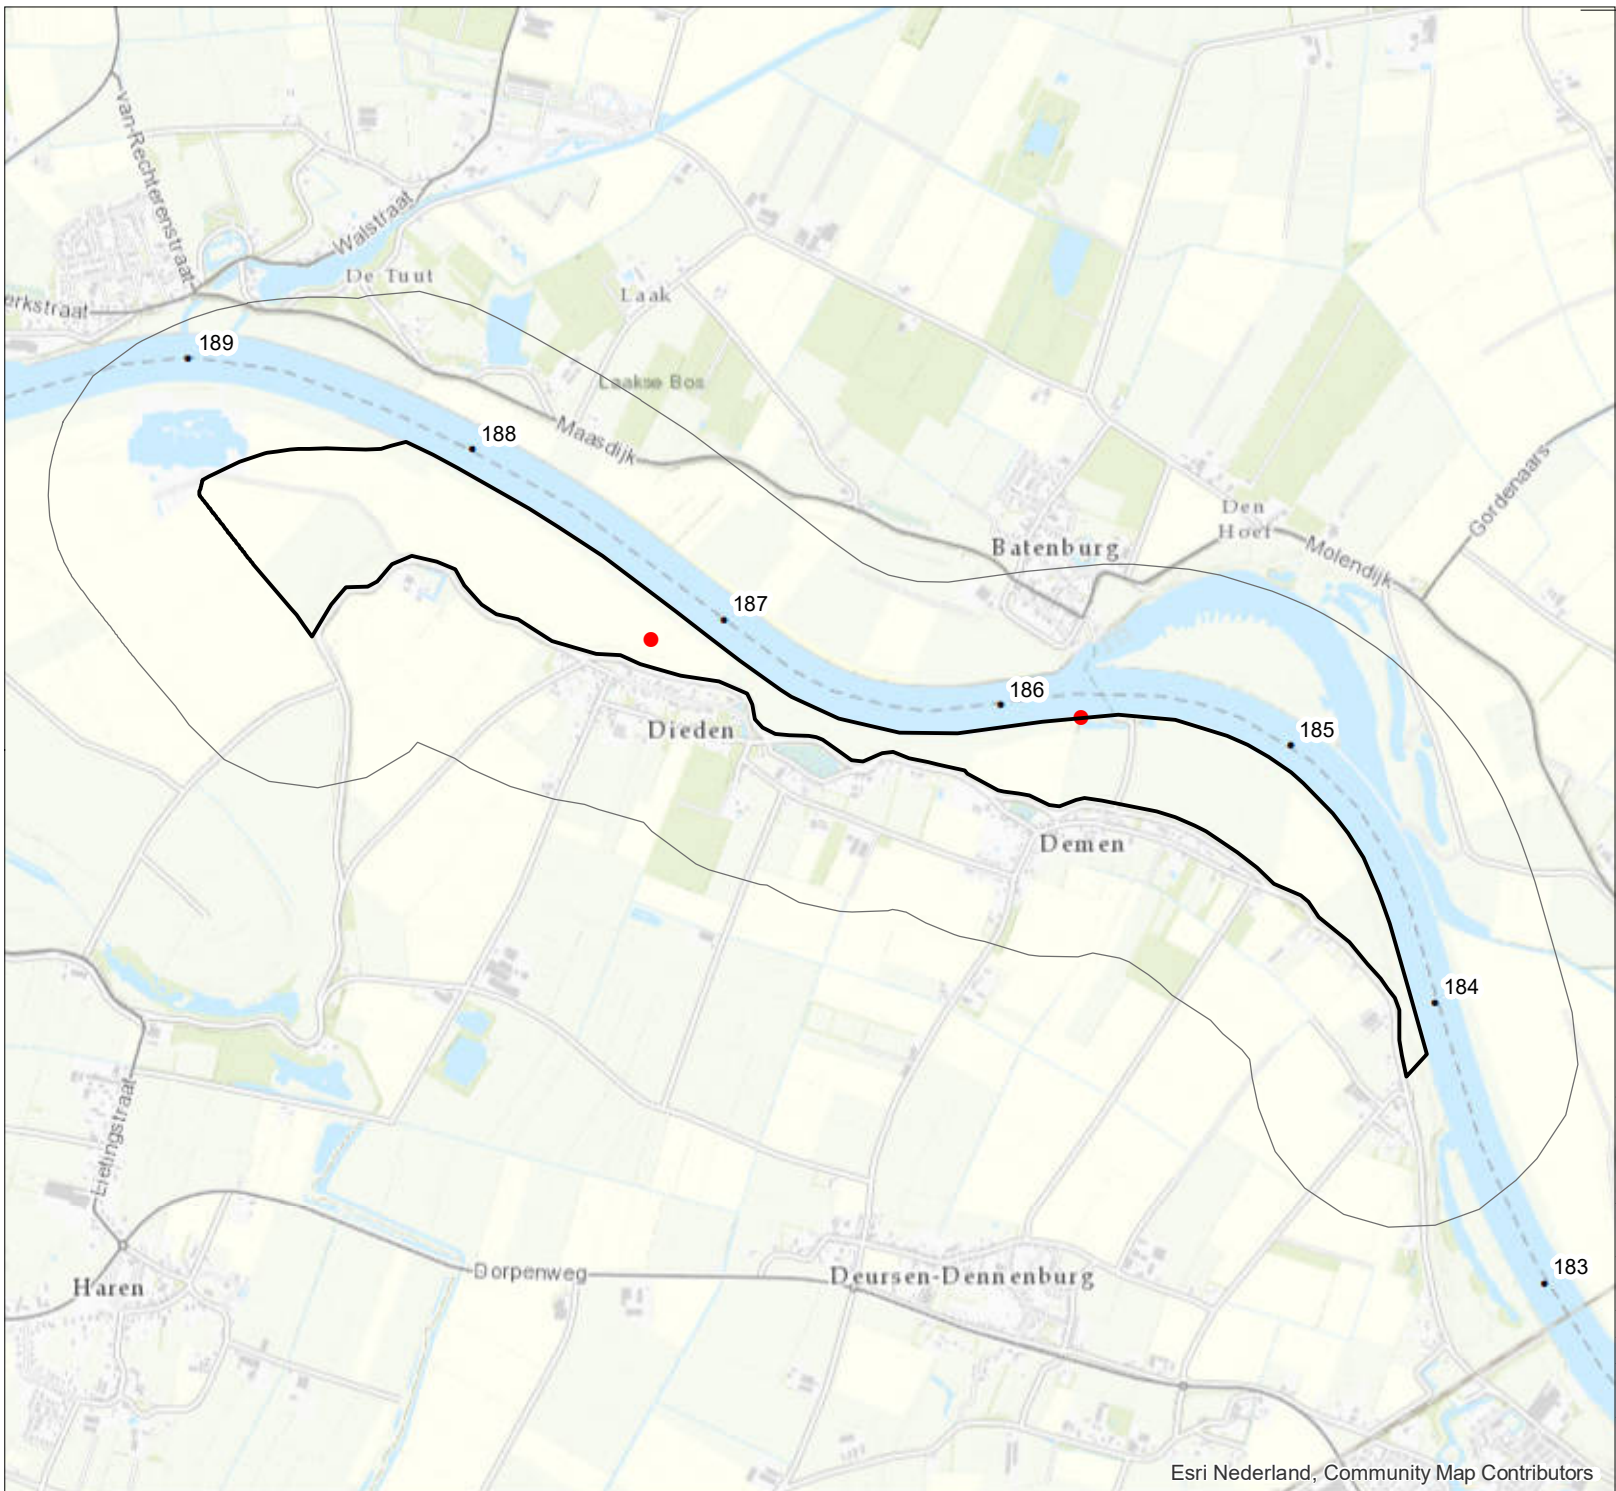 van-Rechterenstraat
Walstraat
De Tuut
Laak
erkstraat
189
Laakse Bos
188
Maasdijk
Gordenaars
Den
Hoef
Molendijk
Batenburg
187
186
185
Dieden
Demen
184
Lietingstraat
183
Dorpenweg
Deursen-Dennenburg
Haren
Esri Nederland, Community Map Contributors